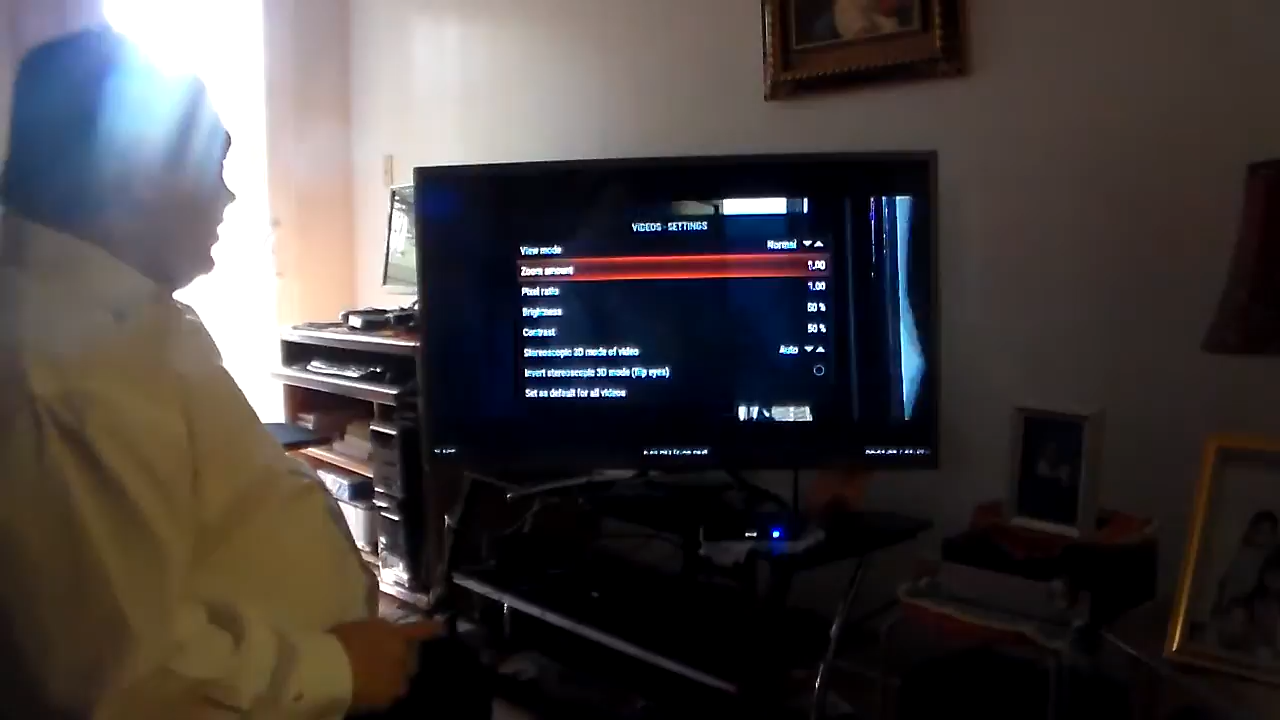 VIDEOS - SETTINGS
View mode Normal
Zoom amount 1.00
Pixel ratio 1.00
Brightness 50 %
Contrast 50 %
Stereoscopic 3D mode of video Auto
Invert stereoscopic 3D mode (flip eyes)
Set as default for all videos